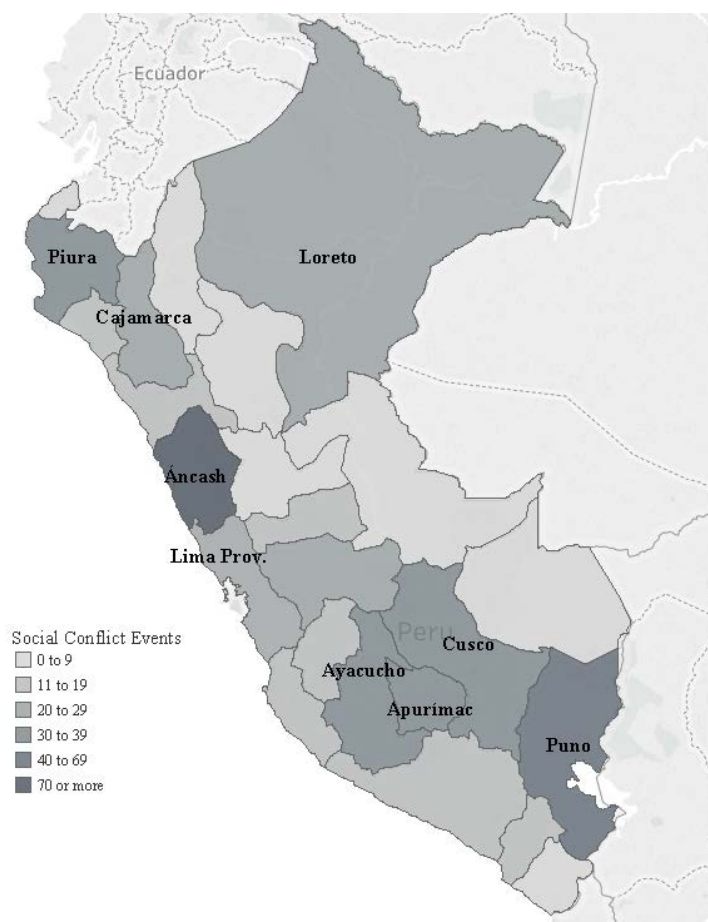 Ecuador
Piura
Loreto
Cajamarca
Áncash
Lima Prov.
Peru
Cusco
Ayacucho
Apurímac
Puno
Social Conflict Events
0 to 9
11 to 19
20 to 29
30 to 39
40 to 69
70 or more